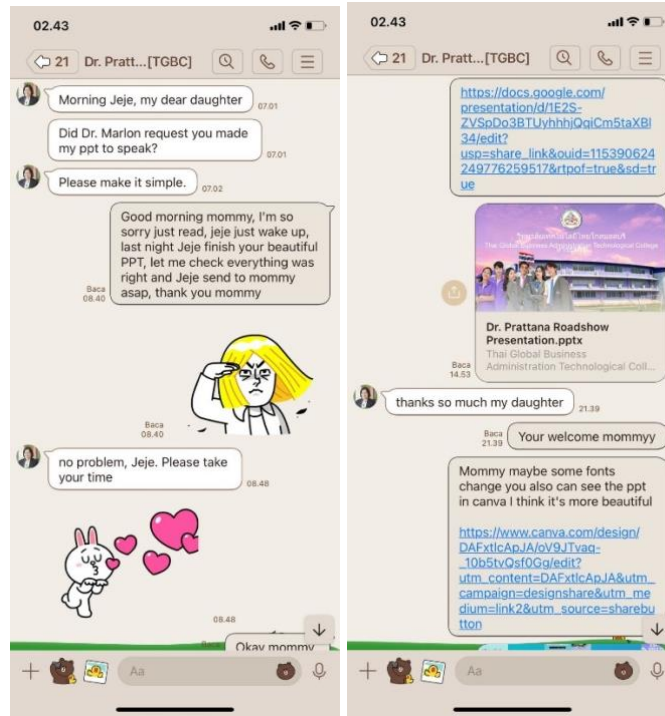 02.43
21 Dr. Pratt...[TGBC]
Morning Jeje, my dear daughter
07.01
Did Dr. Marlon request you made
my ppt to speak?
07.01
Please make it simple.
07.02
Good morning mommy, I'm so
sorry just read, jeje just wake up,
last night Jeje finish your beautiful
PPT, let me check everything was
right and Jeje send to mommy
asap, thank you mommy
Baca
08.40
Baca
08.40
no problem, Jeje. Please take
your time
08.48
08.48
Baca
Okay mommy
Aa
02.43
21 Dr. Pratt...[TGBC]
https://docs.google.com/
presentation/d/1E2S-
ZVSpDo3BTUyhhhjQqiCm5taXBl
34/edit?
usp=share_link&ouid=115390624
249776259517&rtpof=true&sd=tr
ue
The Global Business Administration Technological College
Dr. Prattana Roadshow
Presentation.pptx
Thai Global Business
Administration Technological Coll...
Baca
14.53
thanks so much my daughter
21.39
Baca
21.39
Your welcome mommyy
Mommy maybe some fonts
change you also can see the ppt
in canva I think it's more beautiful
https://www.canva.com/design/
DAFxtlcApJA/oV9JTvaq-
_10b5tvQsf0Gg/edit?
utm_content=DAFxtlcApJA&utm_
campaign=designshare&utm_me
dium=link2&utm_source=sharebu
tton
Aa